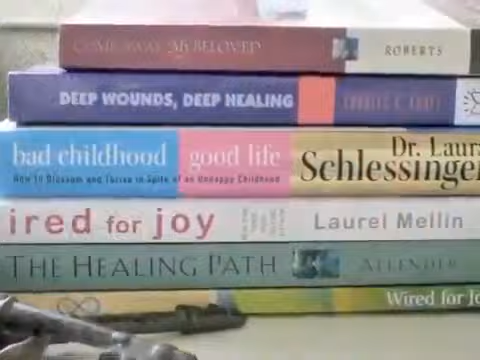 COME AWAY MY BELOVED ROBERTS
DEEP WOUNDS, DEEP HEALING CHARLES H. KRAFT
bad childhood good life Dr. Laura
Schlessinger
How to Blossom and Thrive in Spite of an Unhappy Childhood
ired for joy Laurel Mellin
THE HEALING PATH ALLENDER
Wired for Jo